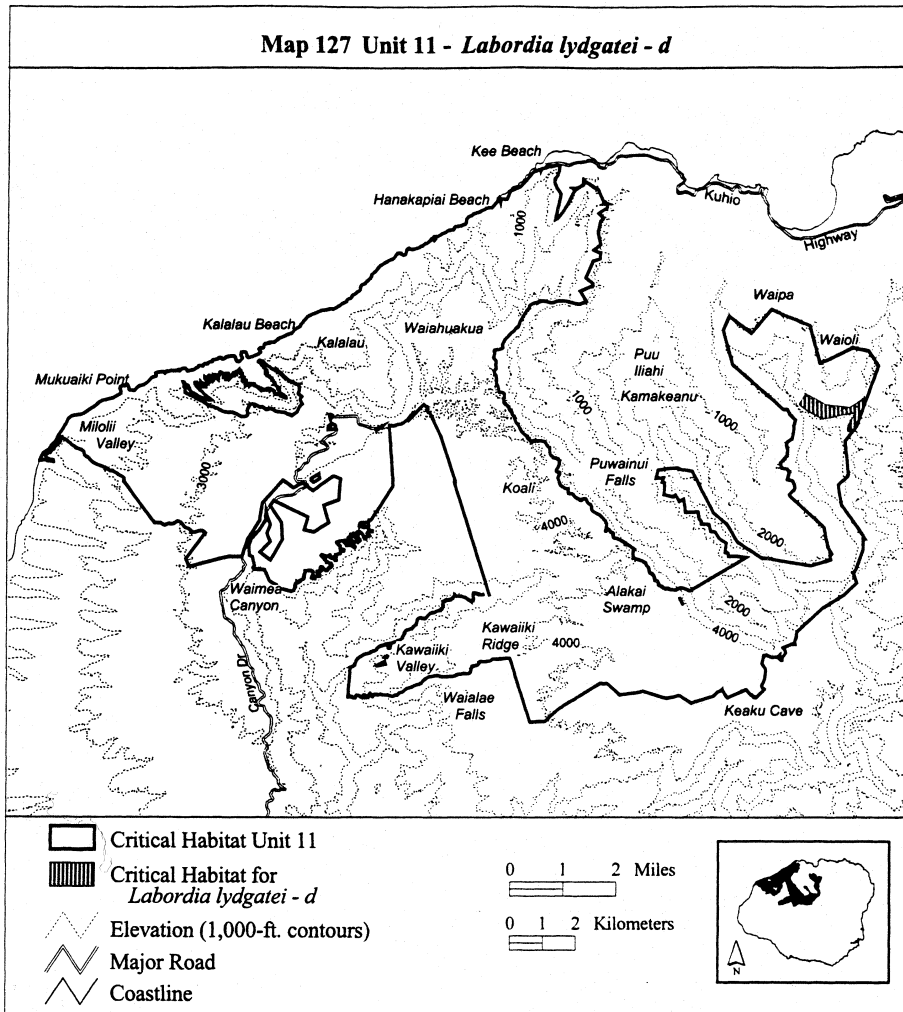 Map 127 Unit 11 - Labordia lydgatei - d
Kee Beach
Hanakapiai Beach
Kuhio
Highway
1000
Waipa
Kalalau Beach
Kalalau
Waiahuakua
Waioli
Puu
Iliahi
Mukuaiki Point
Kamakeanu
1000
1000
Milolii
Valley
3000
Puwainui
Falls
Koali
4000
2000
Waimea
Canyon
Alakai
Swamp
2000
Kawaiiki
Ridge
4000
4000
Kawaiiki
Valley
Canyon Dr
Waialae
Falls
Keaku Cave
Critical Habitat Unit 11
Critical Habitat for
Labordia lydgatei - d
Elevation (1,000-ft. contours)
Major Road
Coastline
0 1 2 Miles
0 1 2 Kilometers
N